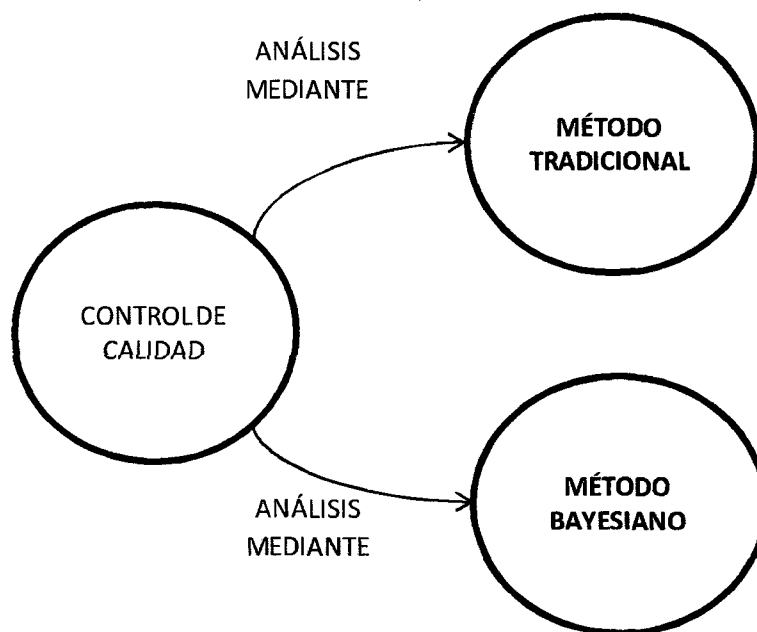 ANÁLISIS
MEDIANTE
MÉTODO
TRADICIONAL
CONTROL DE
CALIDAD
ANÁLISIS
MEDIANTE
MÉTODO
BAYESIANO